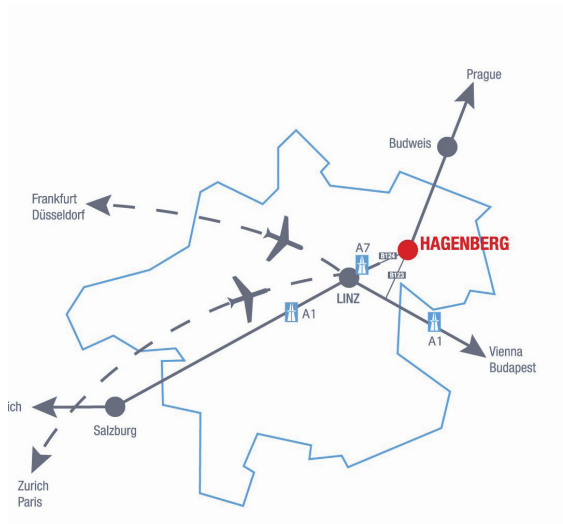 Prague
Budweis
Frankfurt
Düsseldorf
HAGENBERG
A7
B124
B123
LINZ
A1
A1
Vienna
Budapest
ich
Salzburg
Zurich
Paris